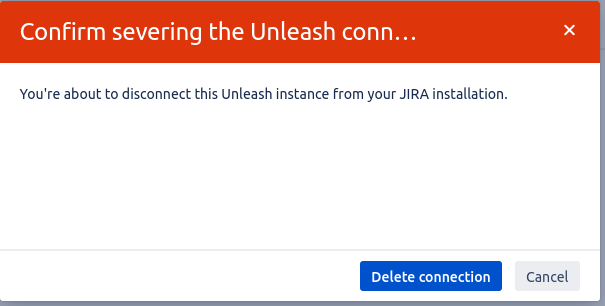 Confirm severing the Unleash conn...
You're about to disconnect this Unleash instance from your JIRA installation.
Delete connection
Cancel